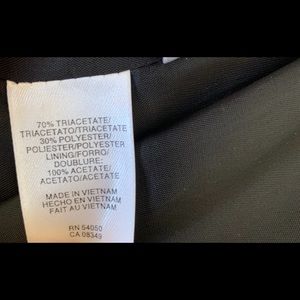 70% TRIACETATE/
TRIACETATO/TRIACETATE
30% POLYESTER/
POLIESTER/POLYESTER
LINING/FORRO/
DOUBLURE:
100% ACETATE/
ACETATO/ACETATE
MADE IN VIETNAM
HECHO EN VIETNAM
FAIT AU VIETNAM
RN 54050
CA 08349